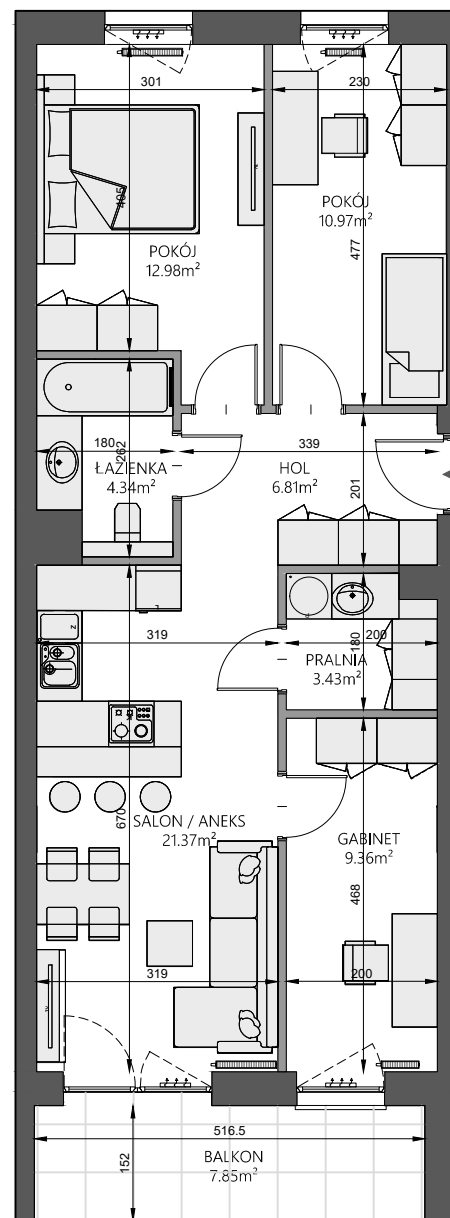 301
230
495
477
POKÓJ
12.98m²
POKÓJ
10.97m²
180
262
ŁAZIENKA
4.34m²
339
HOL
6.81m²
201
319
200
180
PRALNIA
3.43m²
670
SALON / ANEKS
21.37m²
GABINET
9.36m²
468
319
200
516.5
152
BALKON
7.85m²